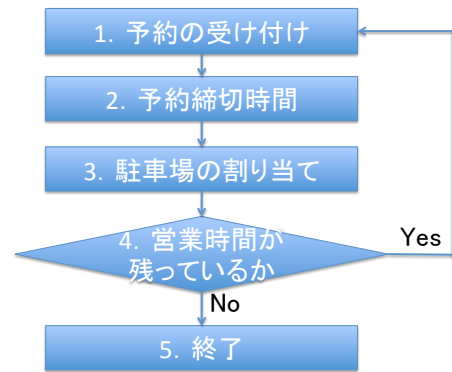 1. 予約の受け付け
2. 予約締切時間
3. 駐車場の割り当て
4. 営業時間が
残っているか
Yes
No
5. 終了